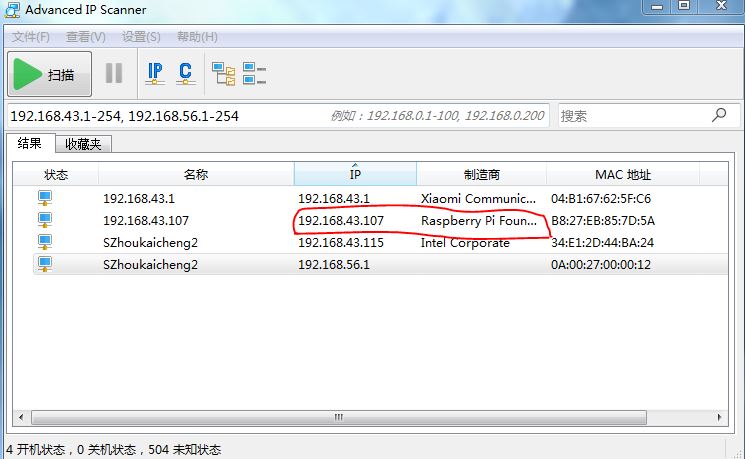 Advanced IP Scanner
文件(F) 查看(V) 设置(S) 帮助(H)
扫描 IP C
192.168.43.1-254, 192.168.56.1-254 例如：192.168.0.1-100, 192.168.0.200 搜索
结果 收藏夹
状态 名称 IP 制造商 MAC 地址
192.168.43.1 192.168.43.1 Xiaomi Communic... 04:B1:67:62:5F:C6
192.168.43.107 192.168.43.107 Raspberry Pi Foun... B8:27:EB:85:7D:5A
SZhoukaicheng2 192.168.43.115 Intel Corporate 34:E1:2D:44:BA:24
SZhoukaicheng2 192.168.56.1 0A:00:27:00:00:12
4 开机状态，0 关机状态，504 未知状态